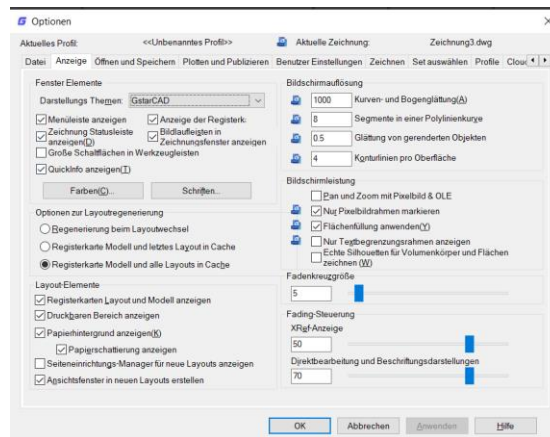 Optionen
Aktuelles Profil: <<Unbenanntes Profil>> Aktuelle Zeichnung: Zeichnung3.dwg
Datei Anzeige Öffnen und Speichern Plotten und Publizieren Benutzer Einstellungen Zeichnen Set auswählen Profile Clou
Fenster Elemente
Darstellungs Themen: GstarCAD
Menüleiste anzeigen
Anzeige der Registerk:
Zeichnung Statusleiste anzeigen(D)
Bildlaufleisten in Zeichnungsfenster anzeigen
Große Schaltflächen in Werkzeugleisten
QuickInfo anzeigen(T)
Farben(C)... Schriften...
Optionen zur Layoutregenerierung
Regenerierung beim Layoutwechsel
Registerkarte Modell und letztes Layout in Cache
Registerkarte Modell und alle Layouts in Cache
Layout-Elemente
Registerkarten Layout und Modell anzeigen
Druckbaren Bereich anzeigen
Papierhintergrund anzeigen(K)
Papierschattierung anzeigen
Seiteneinrichtungs-Manager für neue Layouts anzeigen
Ansichtsfenster in neuen Layouts erstellen
Bildschirmauflösung
1000 Kurven- und Bogenglättung(A)
8 Segmente in einer Polylinienkurve
0.5 Glättung von gerenderten Objekten
4 Konturlinien pro Oberfläche
Bildschirmleistung
Pan und Zoom mit Pixelbild & OLE
Nur Pixelbildrahmen markieren
Flächenfüllung anwenden(Y)
Nur Textbegrenzungsrahmen anzeigen
Echte Silhouetten für Volumenkörper und Flächen
zeichnen (W)
Fadenkreuzgröße
5
Fading-Steuerung
XRef-Anzeige
50
Direktbearbeitung und Beschriftungsdarstellungen
70
OK Abbrechen Anwenden Hilfe